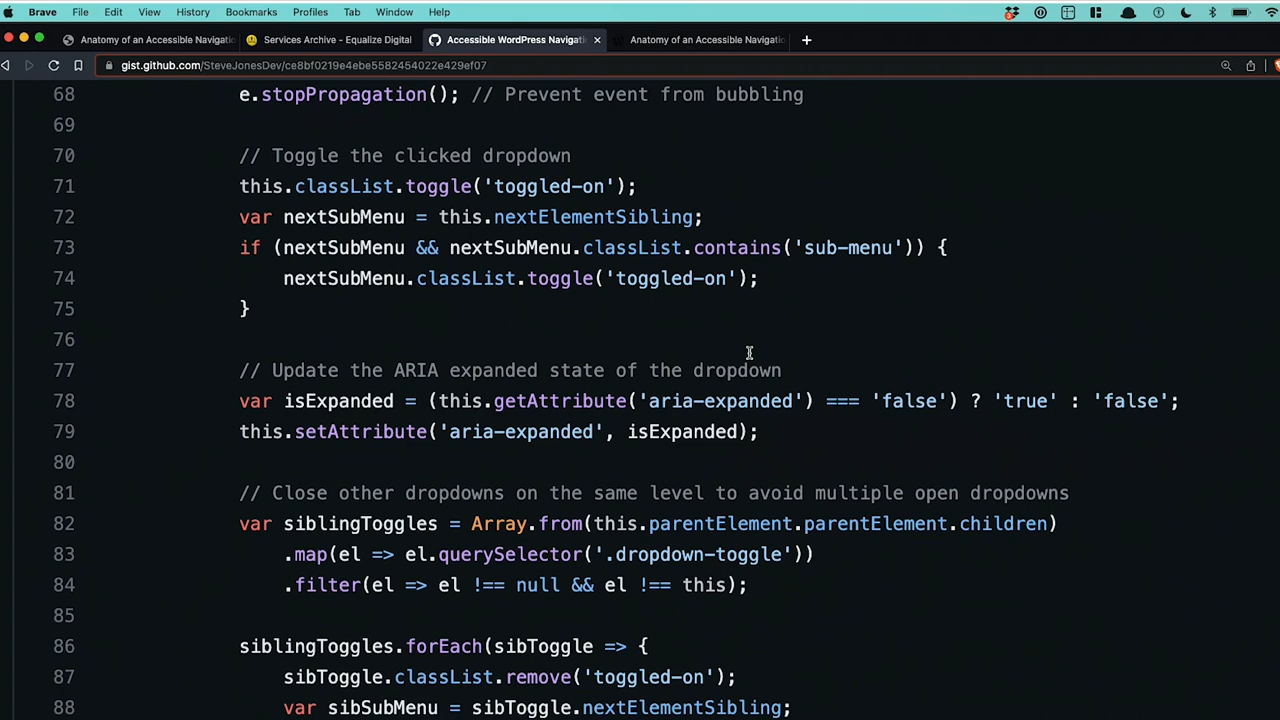 Brave File Edit View History Bookmarks Profiles Tab Window Help
Anatomy of an Accessible Navigatio Services Archive - Equalize Digital Accessible WordPress Navigati Anatomy of an Accessible Navigatio
gist.github.com/SteveJonesDev/ce8bf0219e4ebe5582454022e429ef07
68 e.stopPropagation(); // Prevent event from bubbling
69
70 // Toggle the clicked dropdown
71 this.classList.toggle('toggled-on');
72 var nextSubMenu = this.nextElementSibling;
73 if (nextSubMenu && nextSubMenu.classList.contains('sub-menu')) {
74 nextSubMenu.classList.toggle('toggled-on');
75 }
76
77 // Update the ARIA expanded state of the dropdown
78 var isExpanded = (this.getAttribute('aria-expanded') === 'false') ? 'true' : 'false';
79 this.setAttribute('aria-expanded', isExpanded);
80
81 // Close other dropdowns on the same level to avoid multiple open dropdowns
82 var siblingToggles = Array.from(this.parentElement.parentElement.children)
83 .map(el => el.querySelector('.dropdown-toggle'))
84 .filter(el => el !== null && el !== this);
85
86 siblingToggles.forEach(sibToggle => {
87 sibToggle.classList.remove('toggled-on');
88 var sibSubMenu = sibToggle.nextElementSibling;